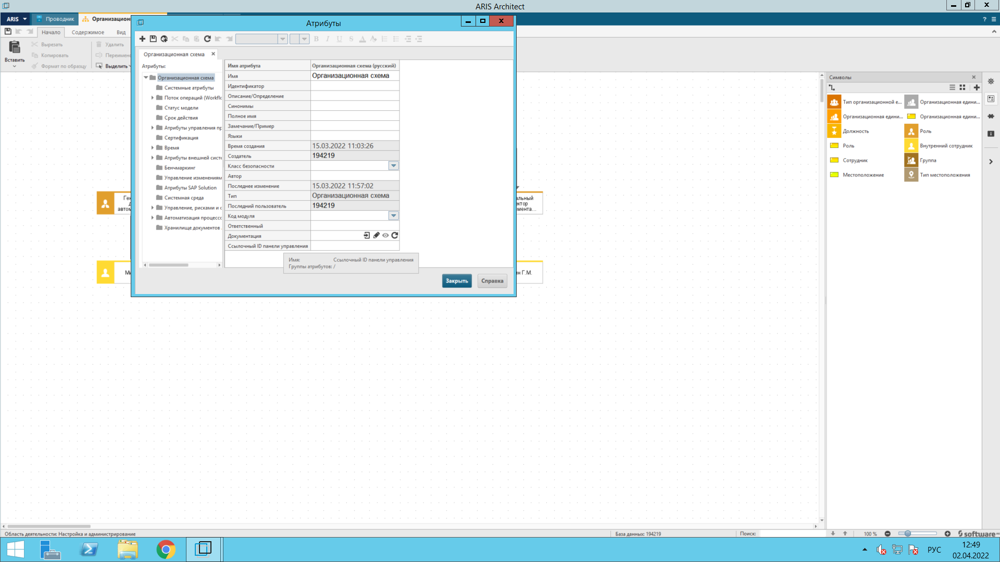 ARIS Architect
ARIS
Проводник
Организацион
?
Начало
Содержимое
Вид
Вставить
Вырезать
Копировать
Формат по образцу
Удалить
Переимено
Выделить
Атрибуты
B I U S A
Организационная схема
Атрибуты:
Организационная схема
Системные атрибуты
Поток операций (Workflo
Статус модели
Срок действия
Атрибуты управления пр
Сертификация
Время
Атрибуты внешней систе
Бенчмаркинг
Управление изменениям
Атрибуты SAP Solution
Системная среда
Управление, рисками и с
Автоматизация процессо
Хранилище документов
Имя атрибута Организационная схема (русский)
Имя Организационная схема
Идентификатор
Описание/Определение
Синонимы
Полное имя
Замечание/Пример
Языки
Время создания 15.03.2022 11:03:26
Создатель 194219
Класс безопасности
Автор
Последнее изменение 15.03.2022 11:57:02
Тип Организационная схема
Последний пользователь 194219
Код модуля
Ответственный
Документация
Ссылочный ID панели управления
Имя: Ссылочный ID панели управления
Группы атрибутов: /
Закрыть
Справка
Ген
д
автом
Ми
альный
ктор
мента...
н Г.М.
Символы
Тип организационной е...
Организационная едини...
Организационная едини...
Организационная едини...
Должность
Роль
Роль
Внутренний сотрудник
Сотрудник
Группа
Местоположение
Тип местоположения
Область деятельности: Настройка и администрирование
База данных: 194219
Поиск:
100 %
software AG
РУС
12:49
02.04.2022